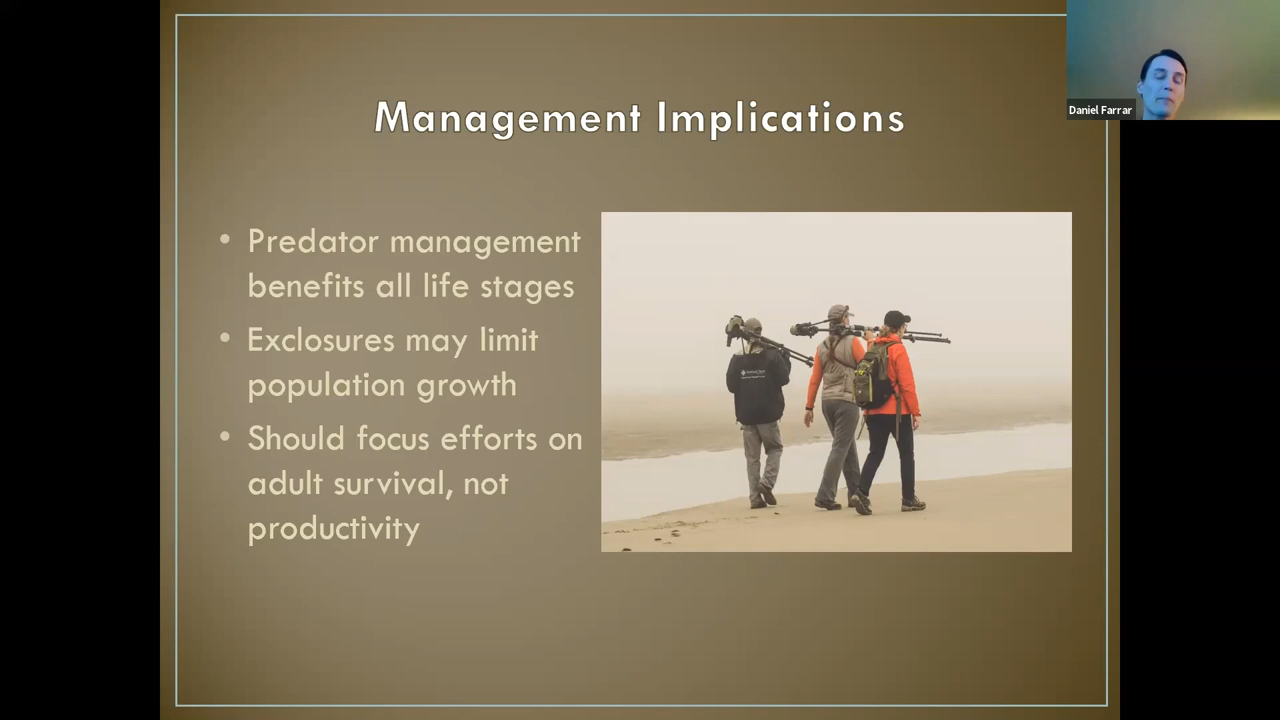 Management Implications
Daniel Farrar
• Predator management
benefits all life stages
• Exclosures may limit
population growth
• Should focus efforts on
adult survival, not
productivity